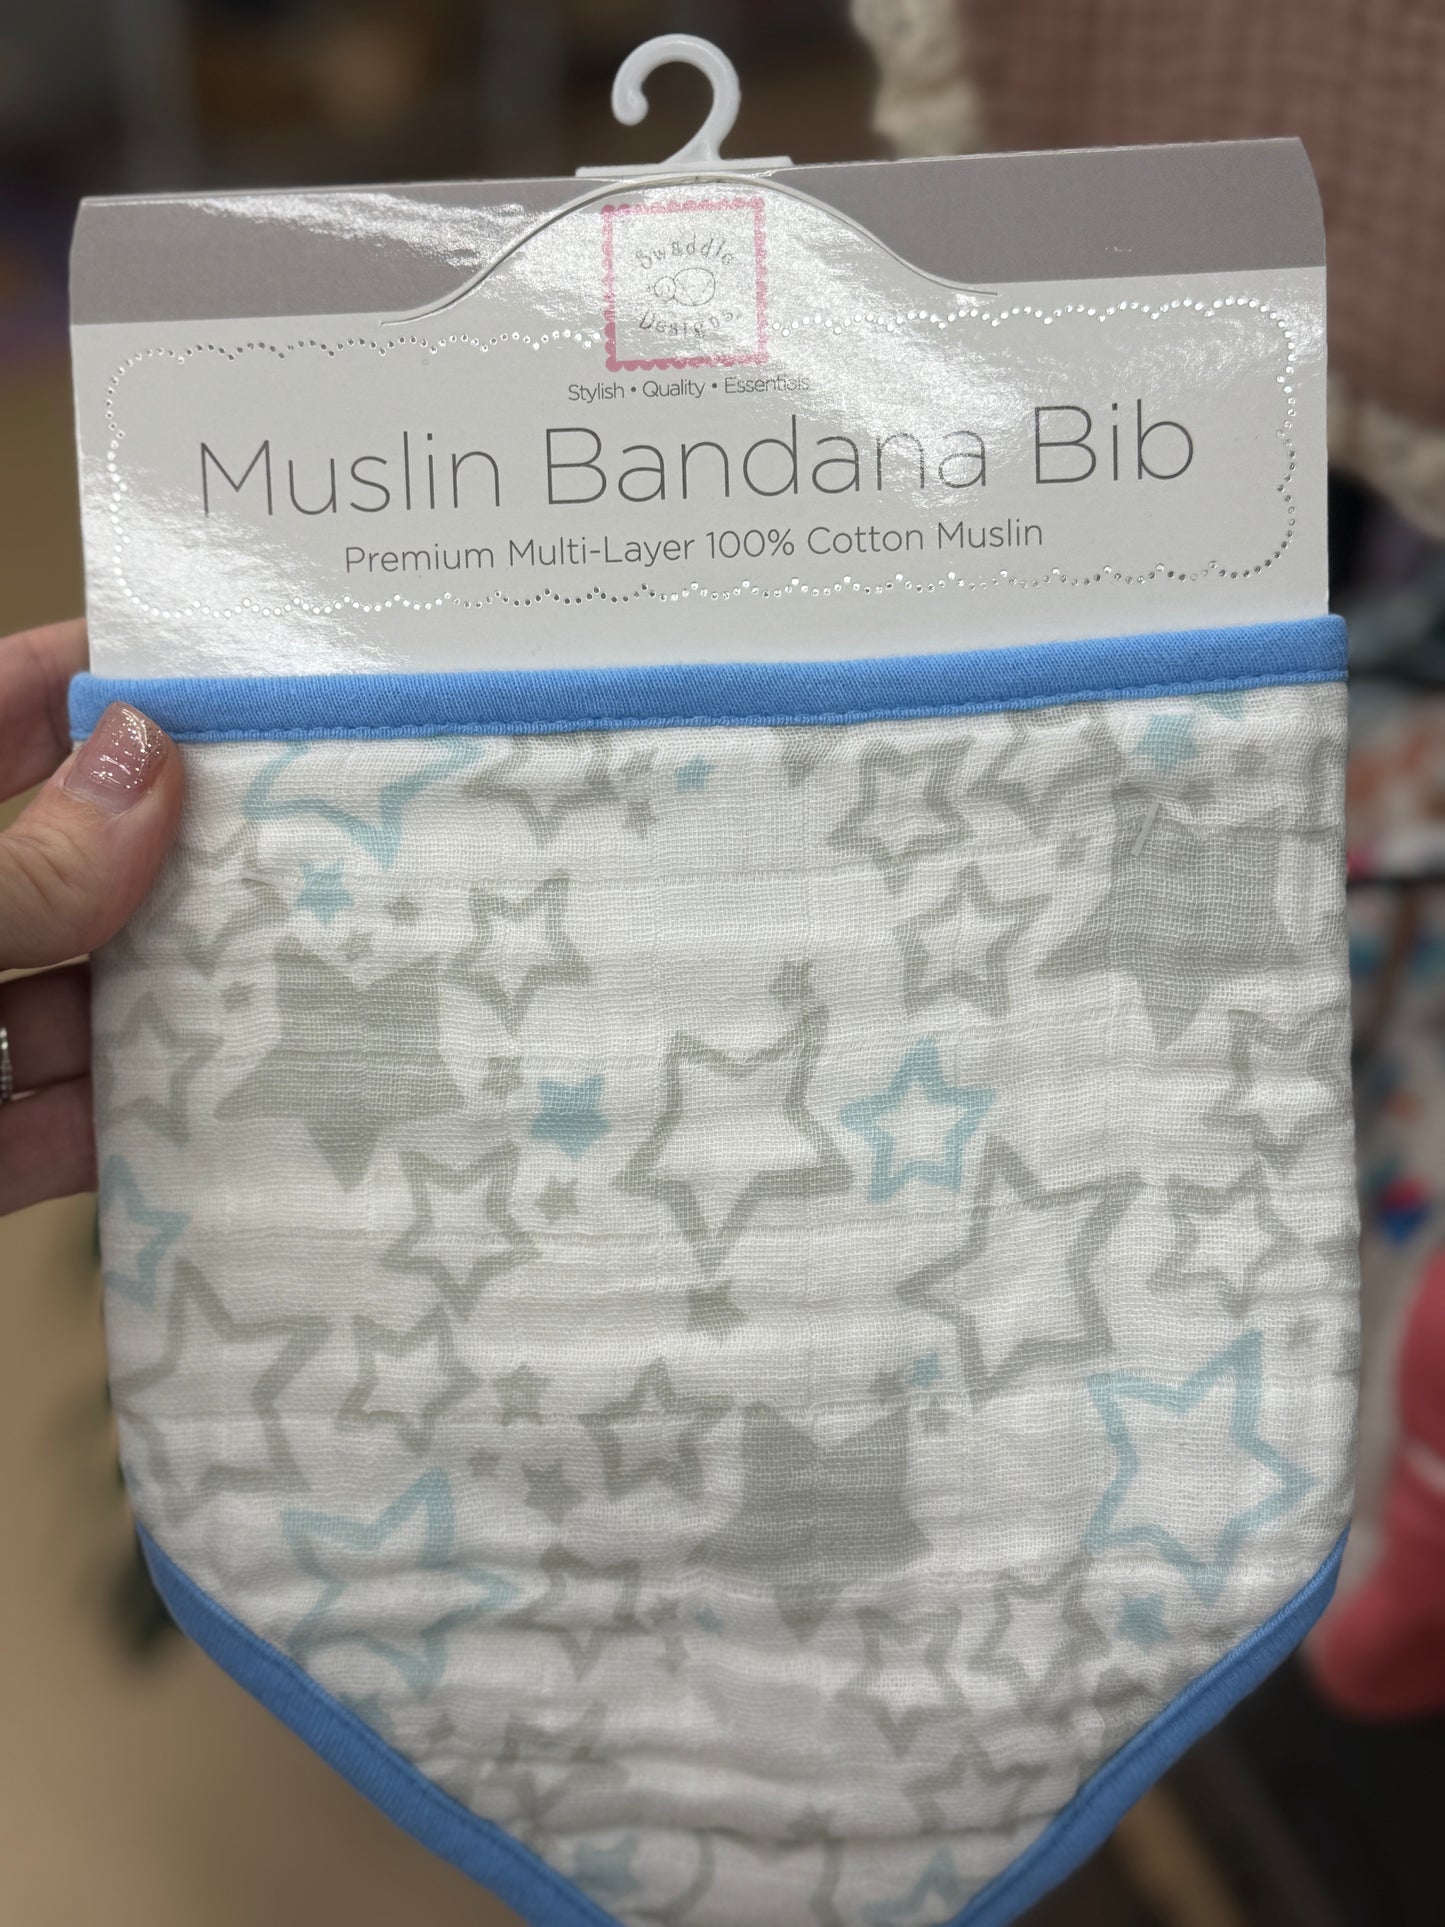 Swaddle
Designs
Stylish • Quality • Essentials
Muslin Bandana Bib
Premium Multi-Layer 100% Cotton Muslin